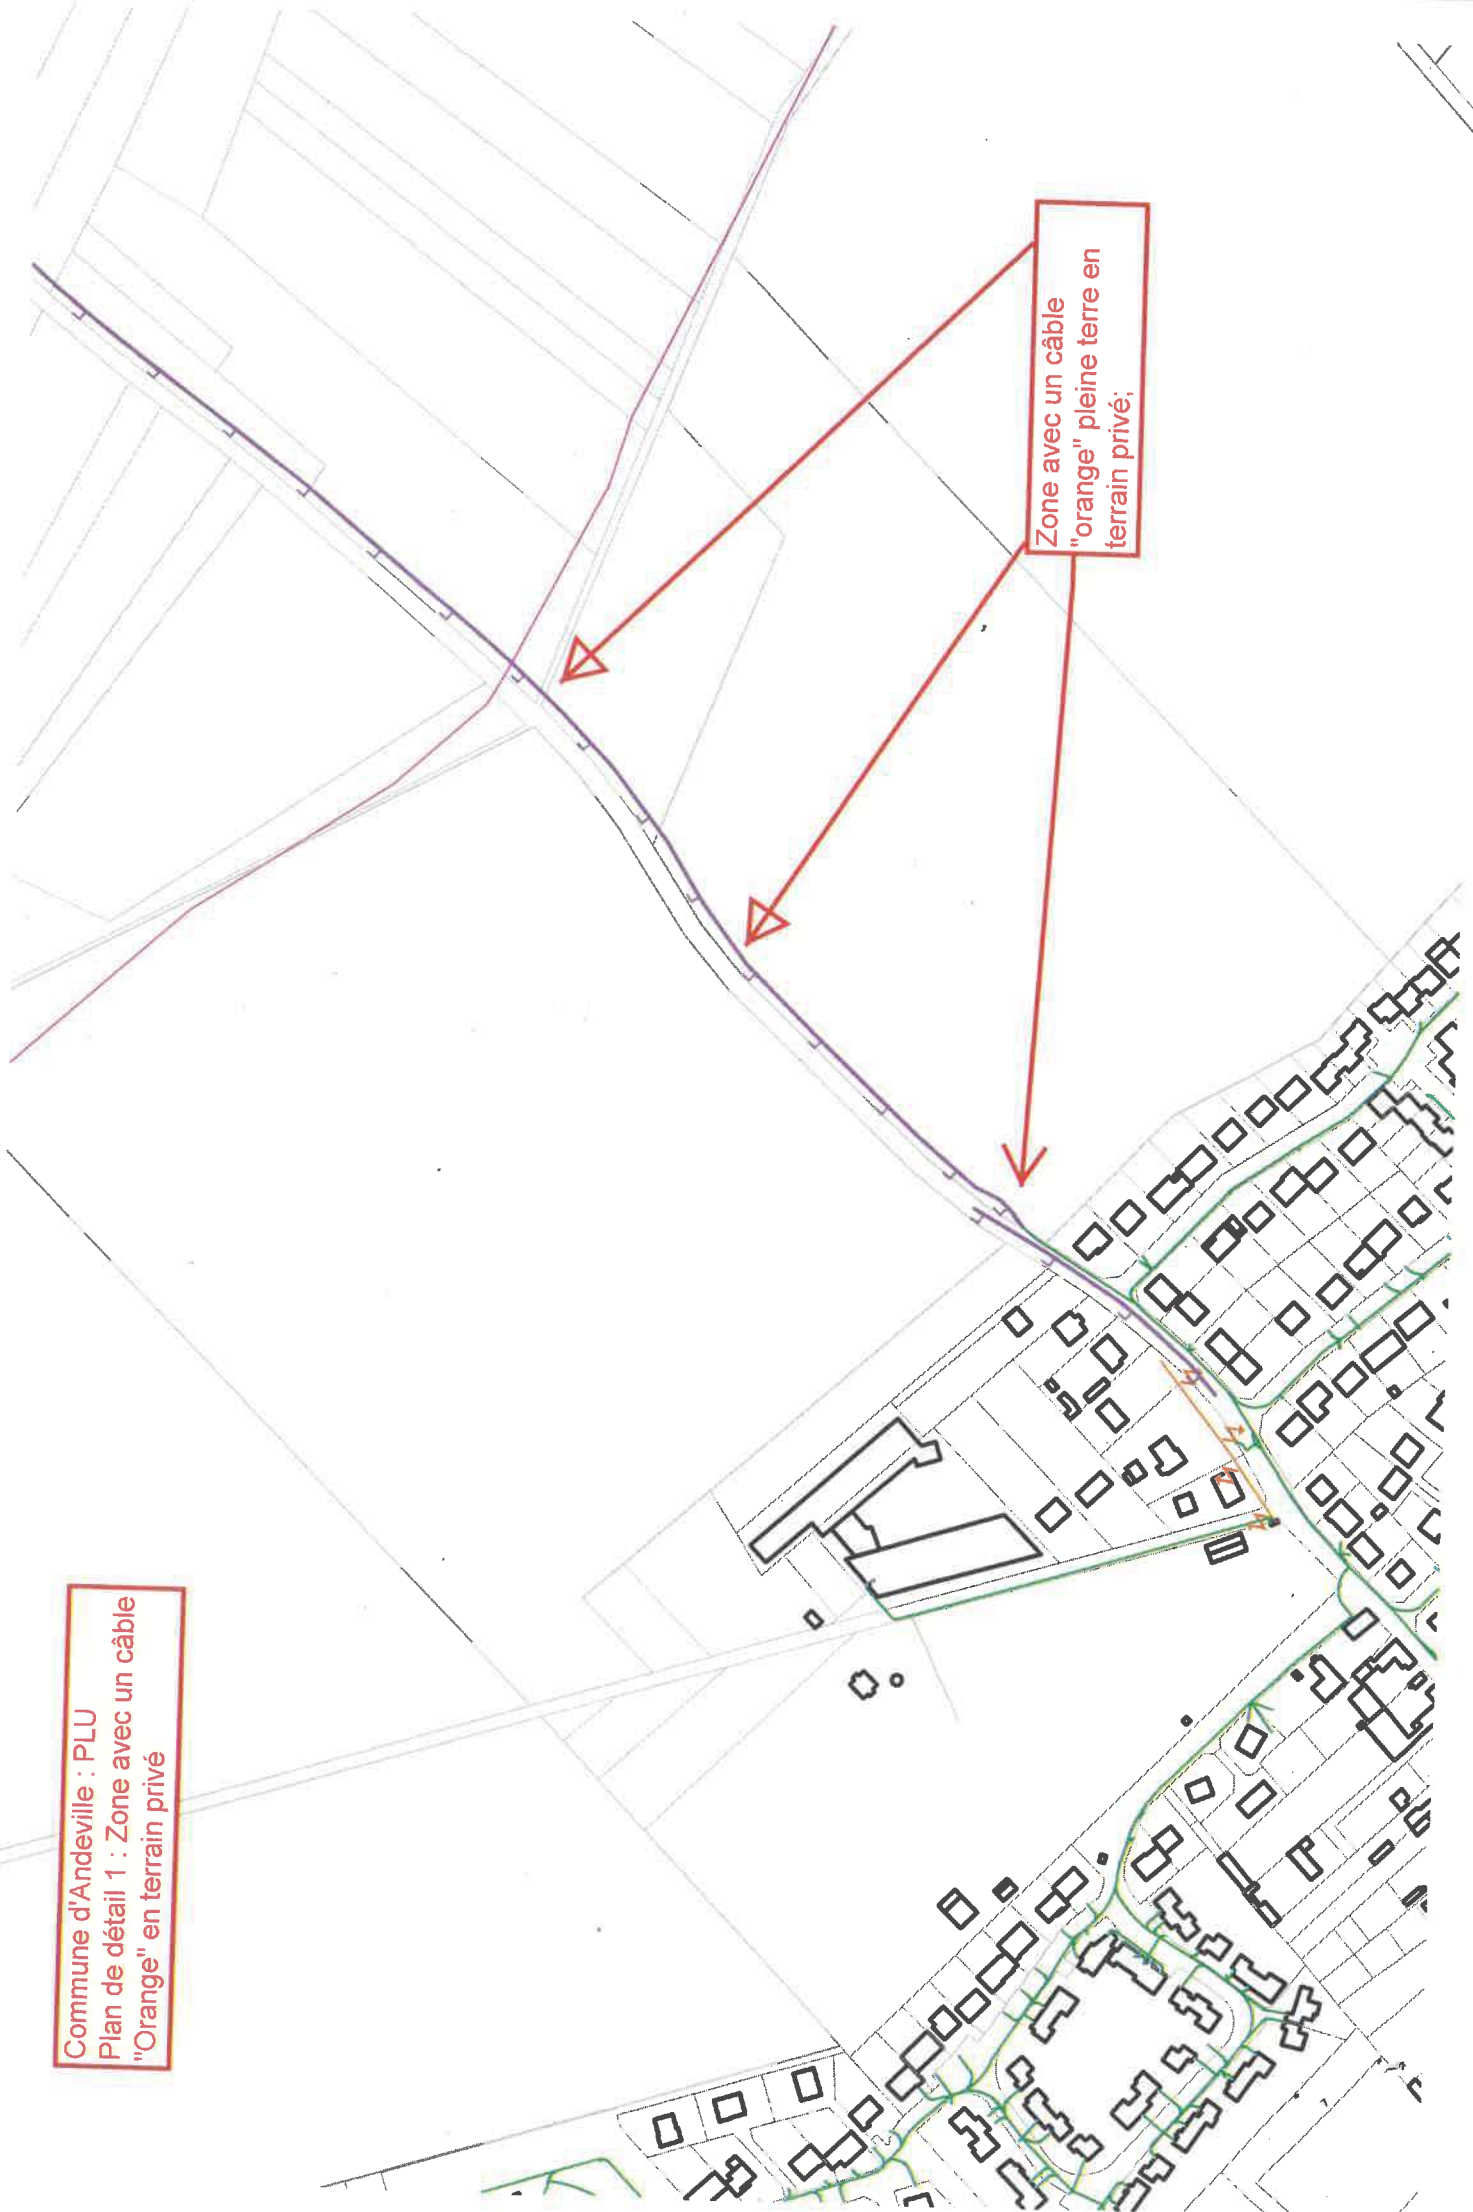 Commune d'Andeville : PLU
Plan de détail 1 : Zone avec un câble
"Orange" en terrain privé
Zone avec un câble
"orange" pleine terre en
terrain privé;